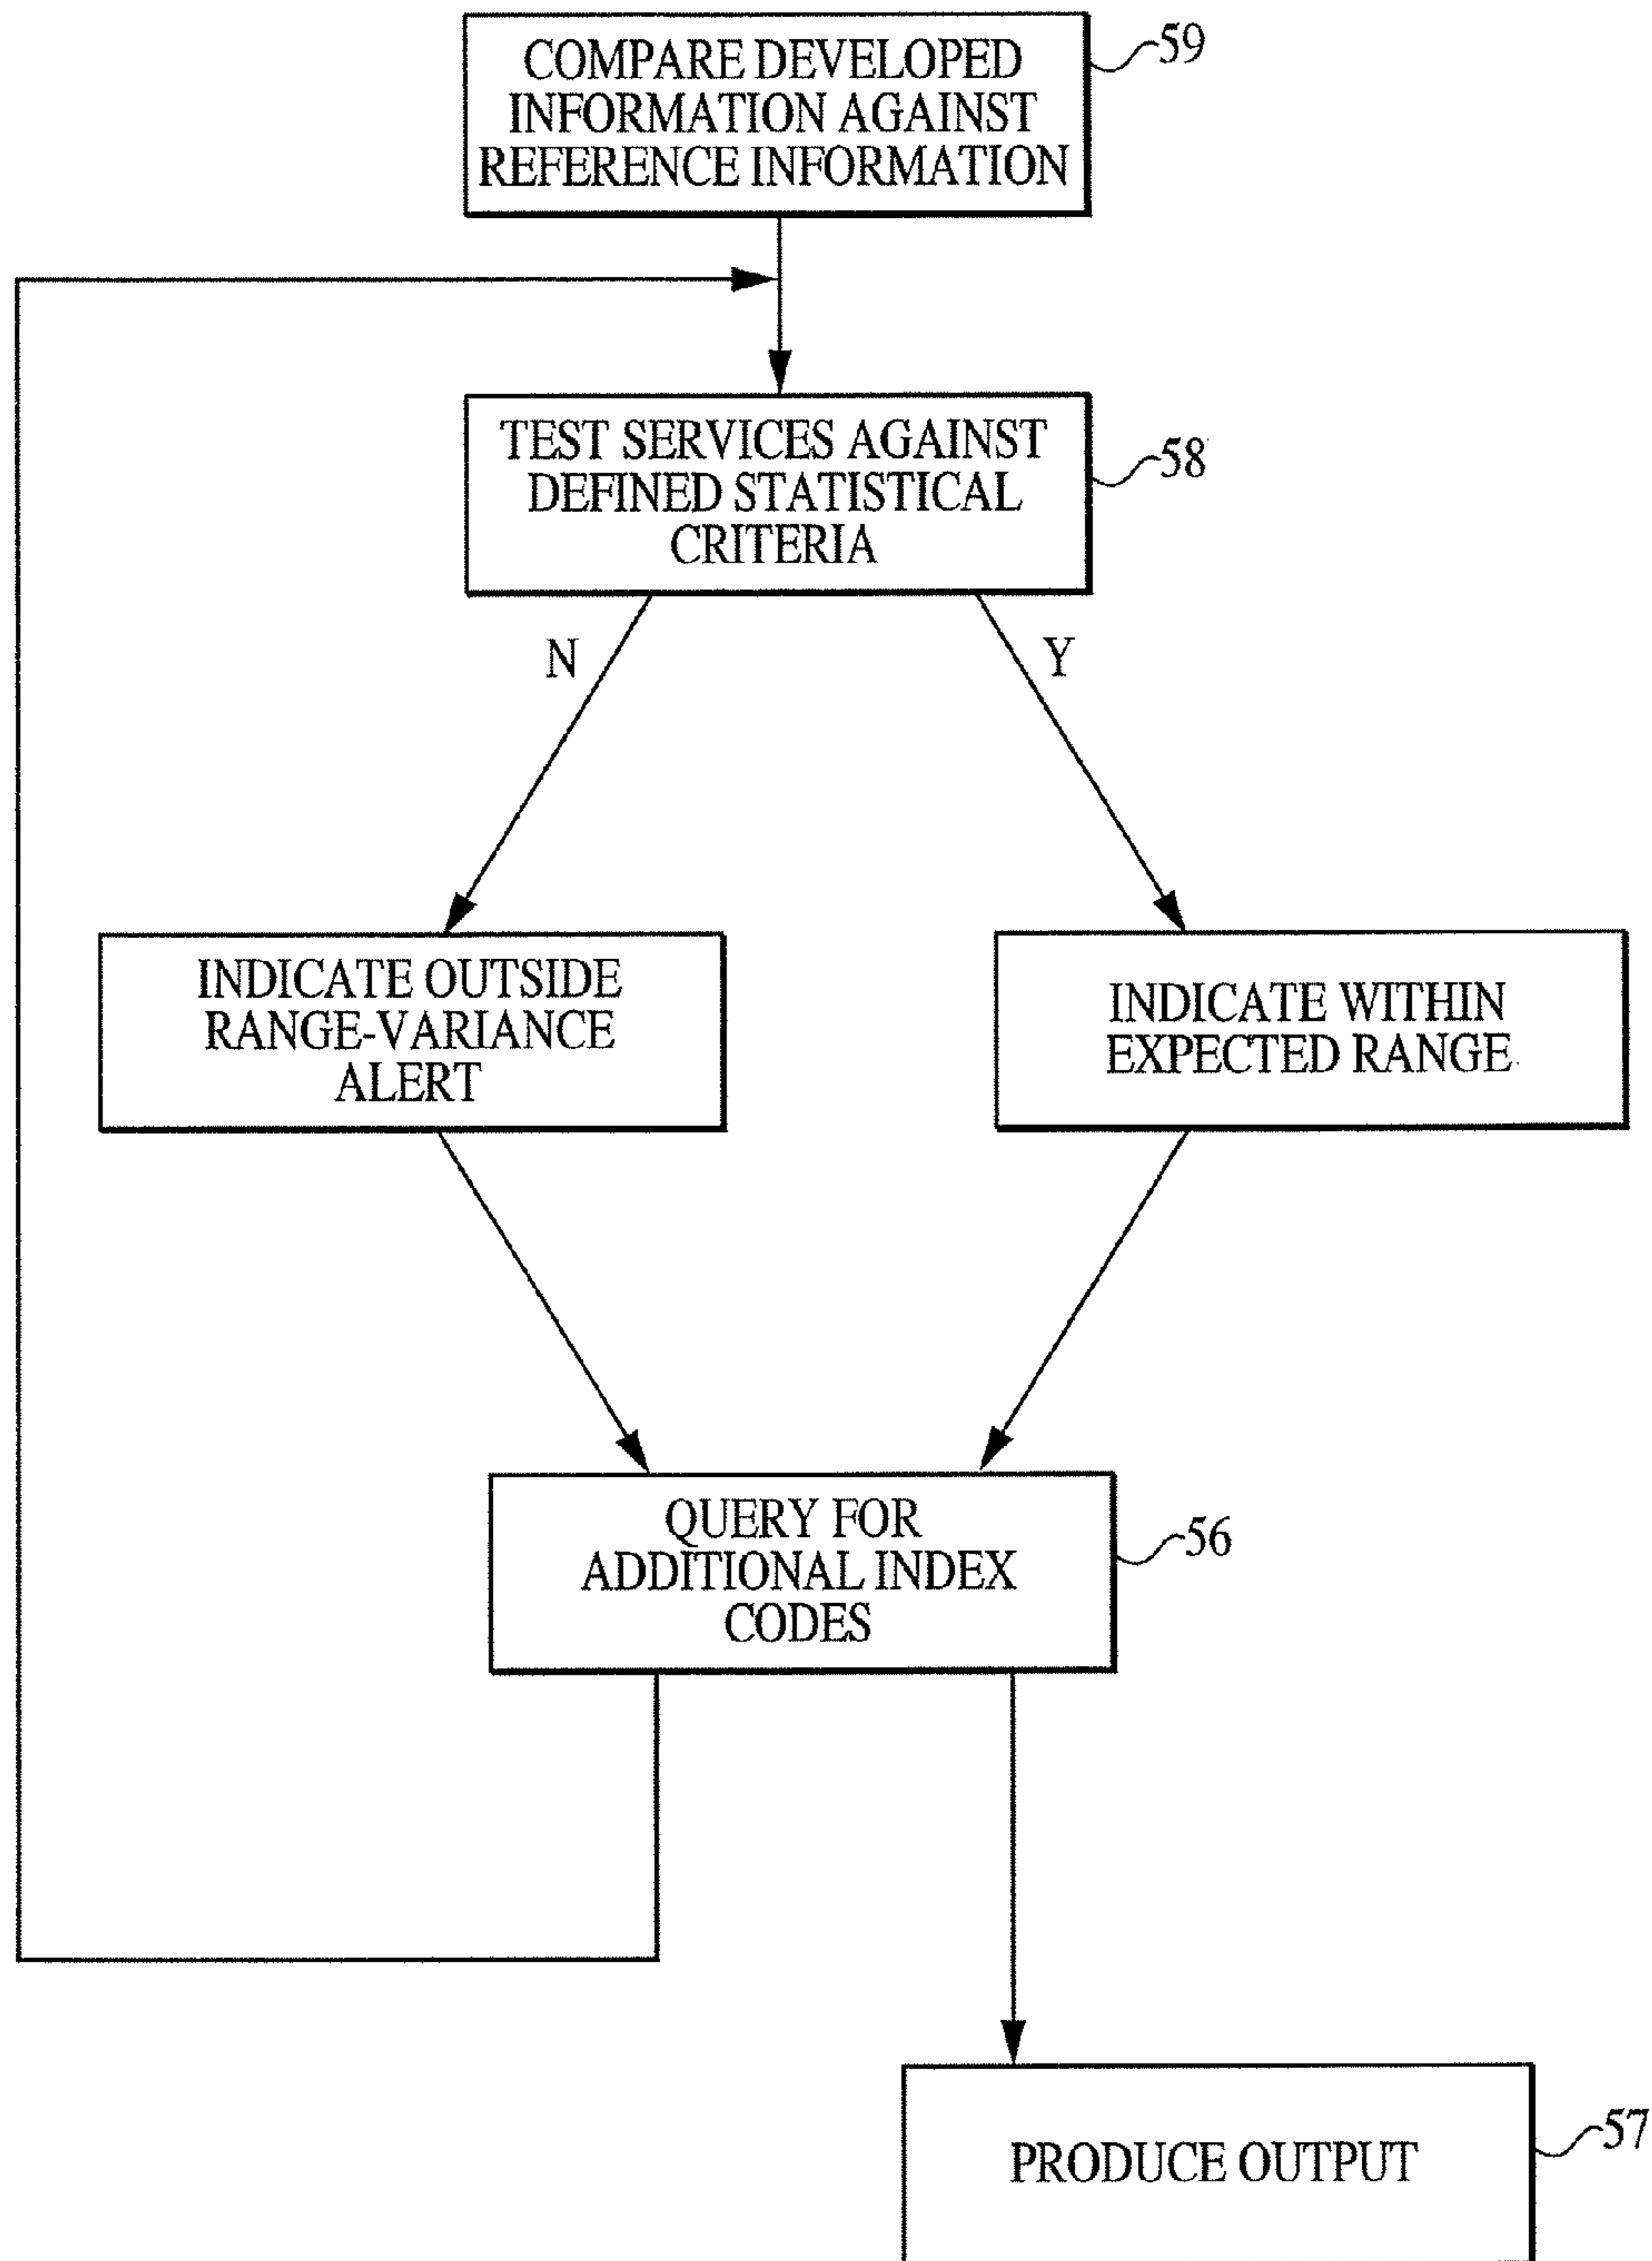 COMPARE DEVELOPED
INFORMATION AGAINST
REFERENCE INFORMATION
59
TEST SERVICES AGAINST
DEFINED STATISTICAL
CRITERIA
58
N
Y
INDICATE OUTSIDE
RANGE-VARIANCE
ALERT
INDICATE WITHIN
EXPECTED RANGE
QUERY FOR
ADDITIONAL INDEX
CODES
56
PRODUCE OUTPUT
57